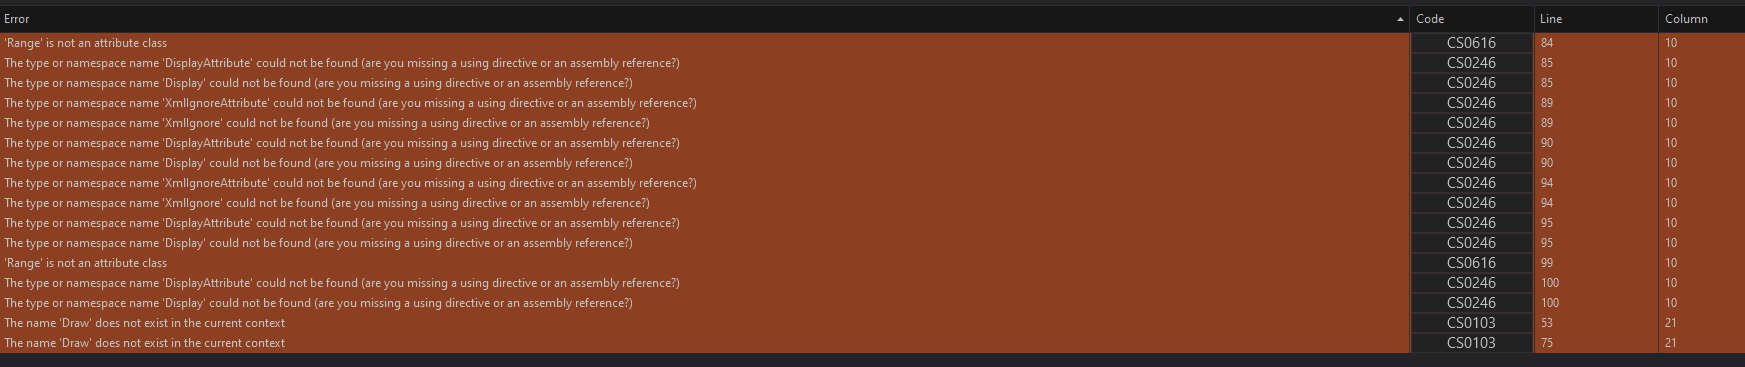 Error Code Line Column
'Range' is not an attribute class CS0616 84 10
The type or namespace name 'DisplayAttribute' could not be found (are you missing a using directive or an assembly reference?) CS0246 85 10
The type or namespace name 'Display' could not be found (are you missing a using directive or an assembly reference?) CS0246 85 10
The type or namespace name 'XmlIgnoreAttribute' could not be found (are you missing a using directive or an assembly reference?) CS0246 89 10
The type or namespace name 'XmlIgnore' could not be found (are you missing a using directive or an assembly reference?) CS0246 89 10
The type or namespace name 'DisplayAttribute' could not be found (are you missing a using directive or an assembly reference?) CS0246 90 10
The type or namespace name 'Display' could not be found (are you missing a using directive or an assembly reference?) CS0246 90 10
The type or namespace name 'XmlIgnoreAttribute' could not be found (are you missing a using directive or an assembly reference?) CS0246 94 10
The type or namespace name 'XmlIgnore' could not be found (are you missing a using directive or an assembly reference?) CS0246 94 10
The type or namespace name 'DisplayAttribute' could not be found (are you missing a using directive or an assembly reference?) CS0246 95 10
The type or namespace name 'Display' could not be found (are you missing a using directive or an assembly reference?) CS0246 95 10
'Range' is not an attribute class CS0616 99 10
The type or namespace name 'DisplayAttribute' could not be found (are you missing a using directive or an assembly reference?) CS0246 100 10
The type or namespace name 'Display' could not be found (are you missing a using directive or an assembly reference?) CS0246 100 10
The name 'Draw' does not exist in the current context CS0103 53 21
The name 'Draw' does not exist in the current context CS0103 75 21